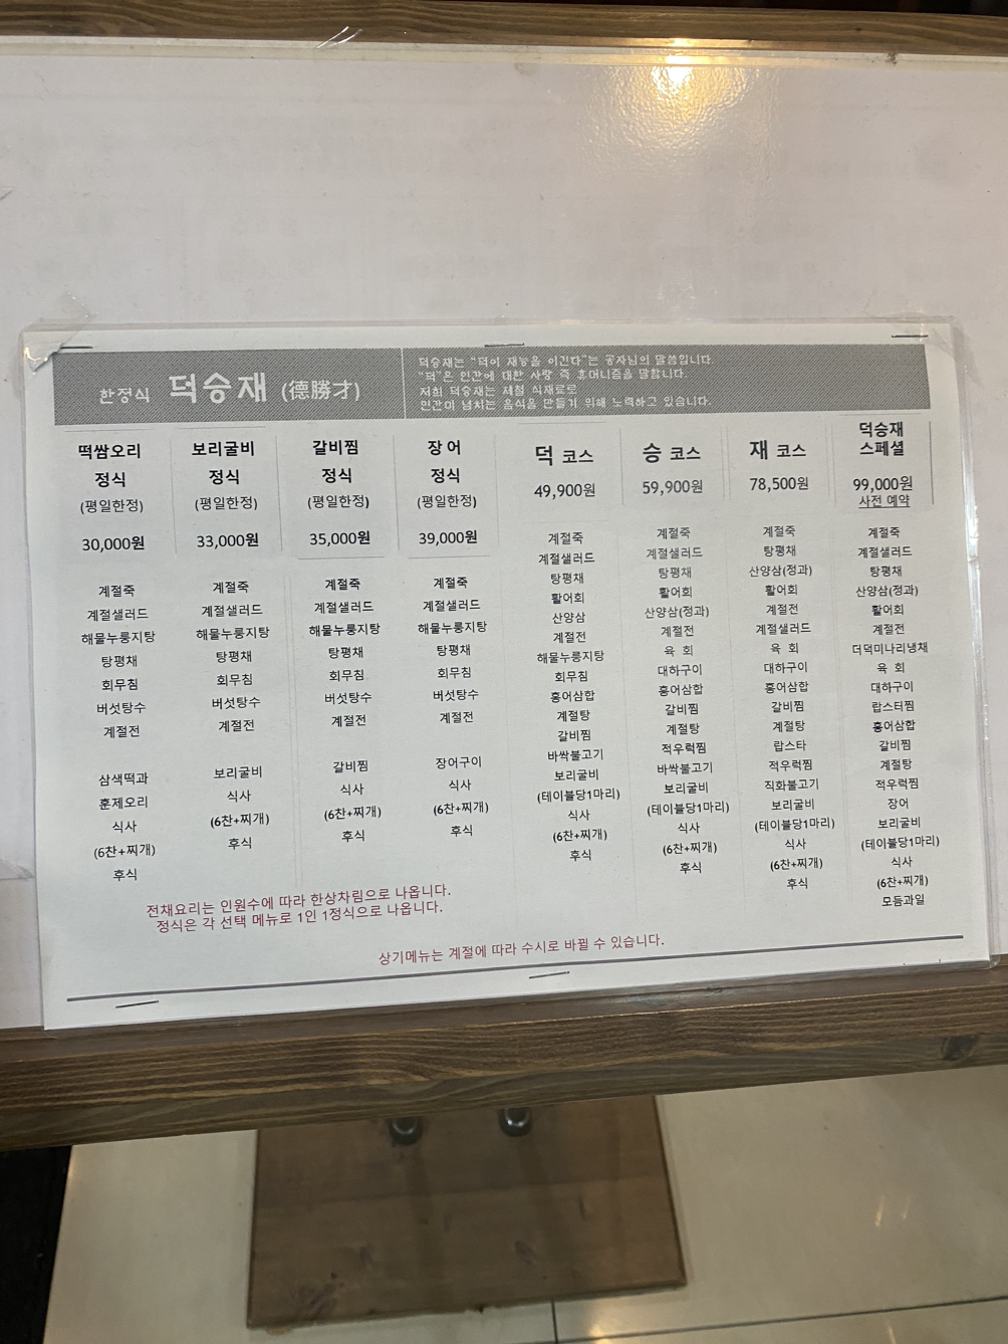 한정식 덕승재 (德勝才)
덕승재는 "덕이 재능을 이긴다"는 공자님의 말씀입니다.
"덕"은 인간에 대한 사랑 즉 휴머니즘을 말합니다.
저희 덕승재는 제철 식재료로
인간미 넘치는 음식을 만들기 위해 노력하고 있습니다.
떡쌈오리
정식
(평일한정)
30,000원
계절죽
계절샐러드
해물누룽지탕
탕평채
회무침
버섯탕수
계절전
삼색떡과
훈제오리
식사
(6찬+찌개)
후식
보리굴비
정식
(평일한정)
33,000원
계절죽
계절샐러드
해물누룽지탕
탕평채
회무침
버섯탕수
계절전
보리굴비
식사
(6찬+찌개)
후식
갈비찜
정식
(평일한정)
35,000원
계절죽
계절샐러드
해물누룽지탕
탕평채
회무침
버섯탕수
계절전
갈비찜
식사
(6찬+찌개)
후식
장 어
정식
(평일한정)
39,000원
계절죽
계절샐러드
해물누룽지탕
탕평채
회무침
버섯탕수
계절전
장어구이
식사
(6찬+찌개)
후식
덕 코스
49,900원
계절죽
계절샐러드
탕평채
활어회
산양삼
계절전
해물누룽지탕
회무침
홍어삼합
계절탕
갈비찜
바싹불고기
보리굴비
(테이블당1마리)
식사
(6찬+찌개)
후식
승 코스
59,900원
계절죽
계절샐러드
탕평채
활어회
산양삼(정과)
계절전
육 회
대하구이
홍어삼합
갈비찜
계절탕
적우럭찜
바싹불고기
보리굴비
(테이블당1마리)
식사
(6찬+찌개)
후식
재 코스
78,500원
계절죽
탕평채
산양삼(정과)
활어회
계절전
계절샐러드
육 회
대하구이
홍어삼합
갈비찜
계절탕
랍스타
적우럭찜
직화불고기
보리굴비
(테이블당1마리)
식사
(6찬+찌개)
후식
덕승재
스페셜
99,000원
사전 예약
계절죽
계절샐러드
탕평채
산양삼(정과)
활어회
계절전
더덕미나리냉채
육 회
대하구이
랍스터찜
홍어삼합
갈비찜
계절탕
적우럭찜
장어
보리굴비
(테이블당1마리)
식사
(6찬+찌개)
모듬과일
전채요리는 인원수에 따라 한상차림으로 나옵니다.
정식은 각 선택 메뉴로 1인 1정식으로 나옵니다.
상기메뉴는 계절에 따라 수시로 바뀔 수 있습니다.